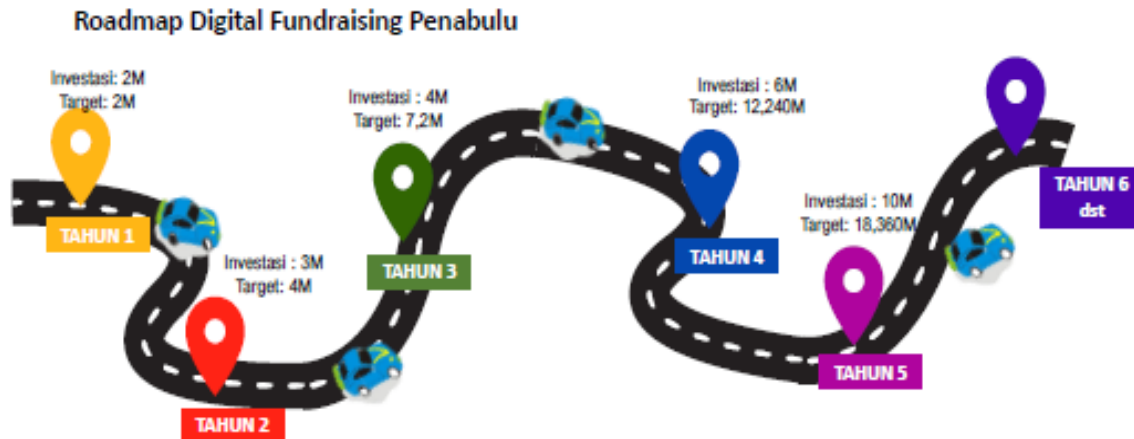 Roadmap Digital Fundraising Penabulu
Investasi: 2M
Target: 2M
TAHUN 1
Investasi : 3M
Target: 4M
TAHUN 2
Investasi : 4M
Target: 7,2M
TAHUN 3
Investasi : 6M
Target: 12,240M
TAHUN 4
Investasi : 10M
Target: 18,360M
TAHUN 5
TAHUN 6
dst